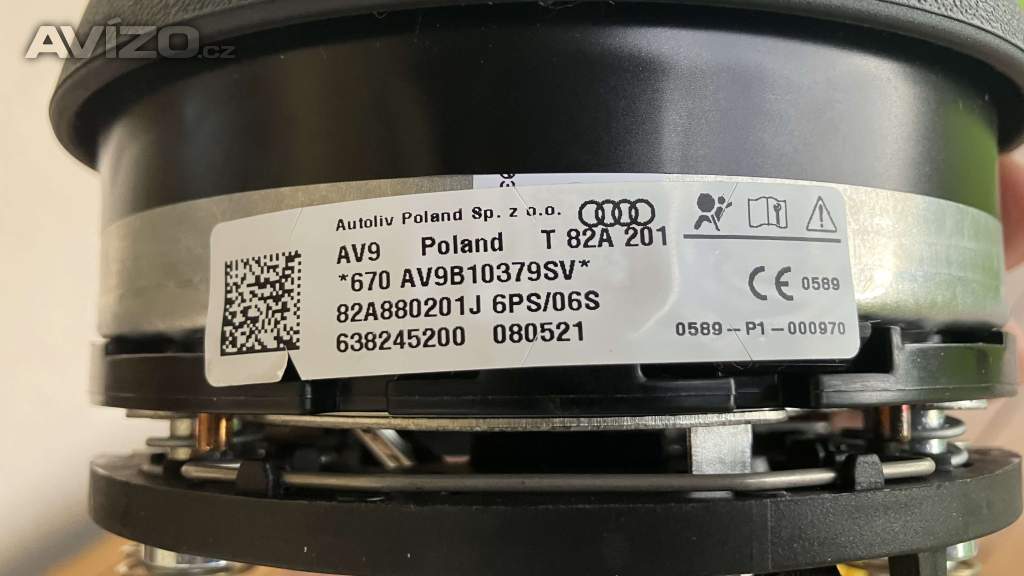 AVIZO.cz
Autoliv Poland Sp. z o.o.
AV9 Poland T 82A 201
*670 AV9B10379SV*
82A880201J 6PS/06S
638245200 080521
CE 0589
0589-P1-000970